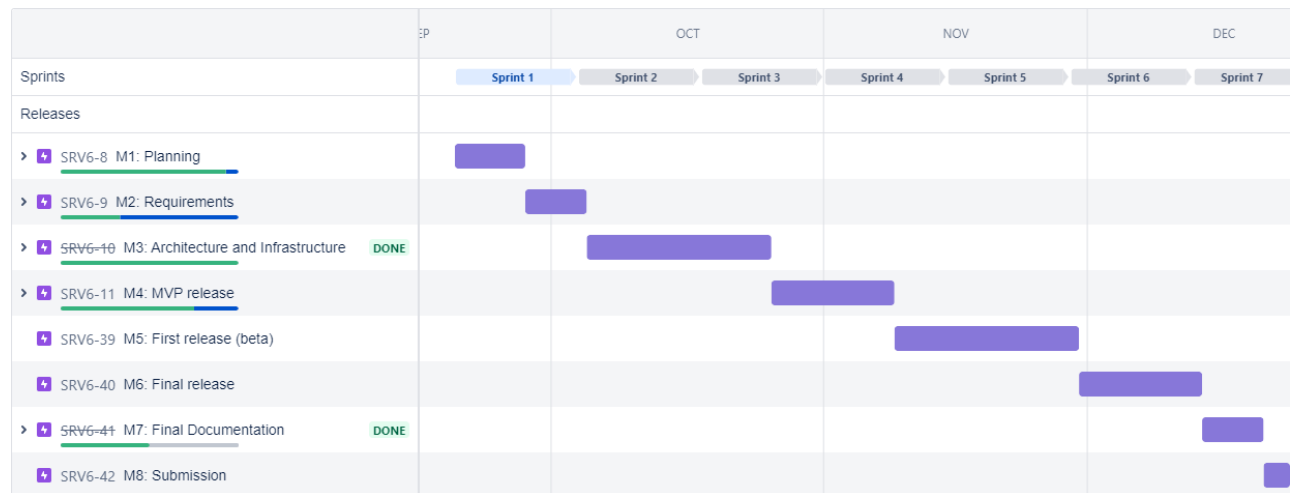 EP OCT NOV DEC
Sprints Sprint 1 Sprint 2 Sprint 3 Sprint 4 Sprint 5 Sprint 6 Sprint 7
Releases
SRV6-8 M1: Planning
SRV6-9 M2: Requirements
SRV6-10 M3: Architecture and Infrastructure DONE
SRV6-11 M4: MVP release
SRV6-39 M5: First release (beta)
SRV6-40 M6: Final release
SRV6-41 M7: Final Documentation DONE
SRV6-42 M8: Submission